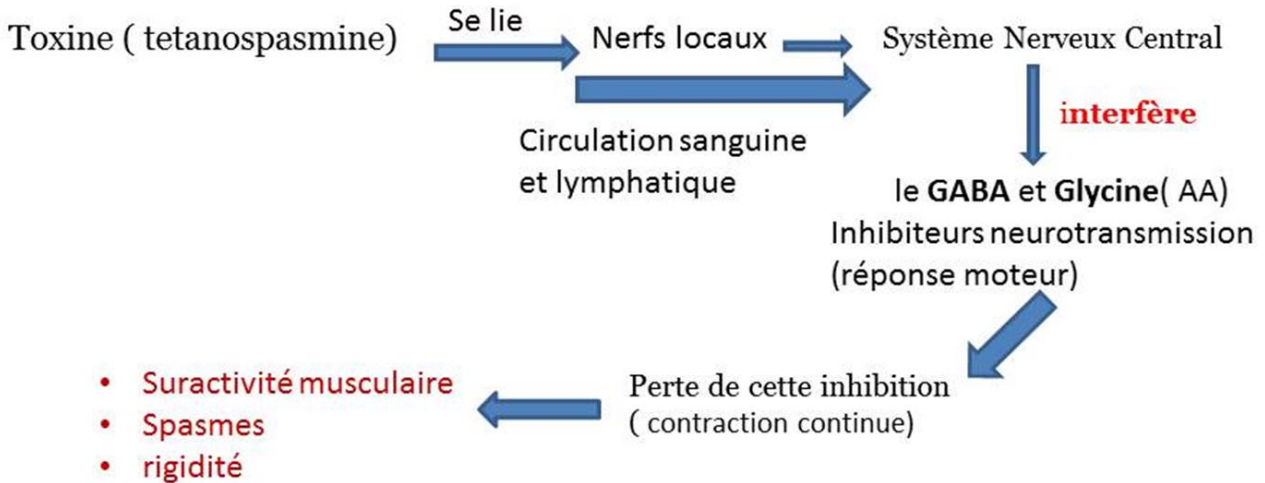 Toxine ( tetanospasmine)
Se lie
Nerfs locaux
Système Nerveux Central
Circulation sanguine
et lymphatique
interfère
le GABA et Glycine( AA)
Inhibiteurs neurotransmission
(réponse moteur)
Perte de cette inhibition
( contraction continue)
• Suractivité musculaire
• Spasmes
• rigidité